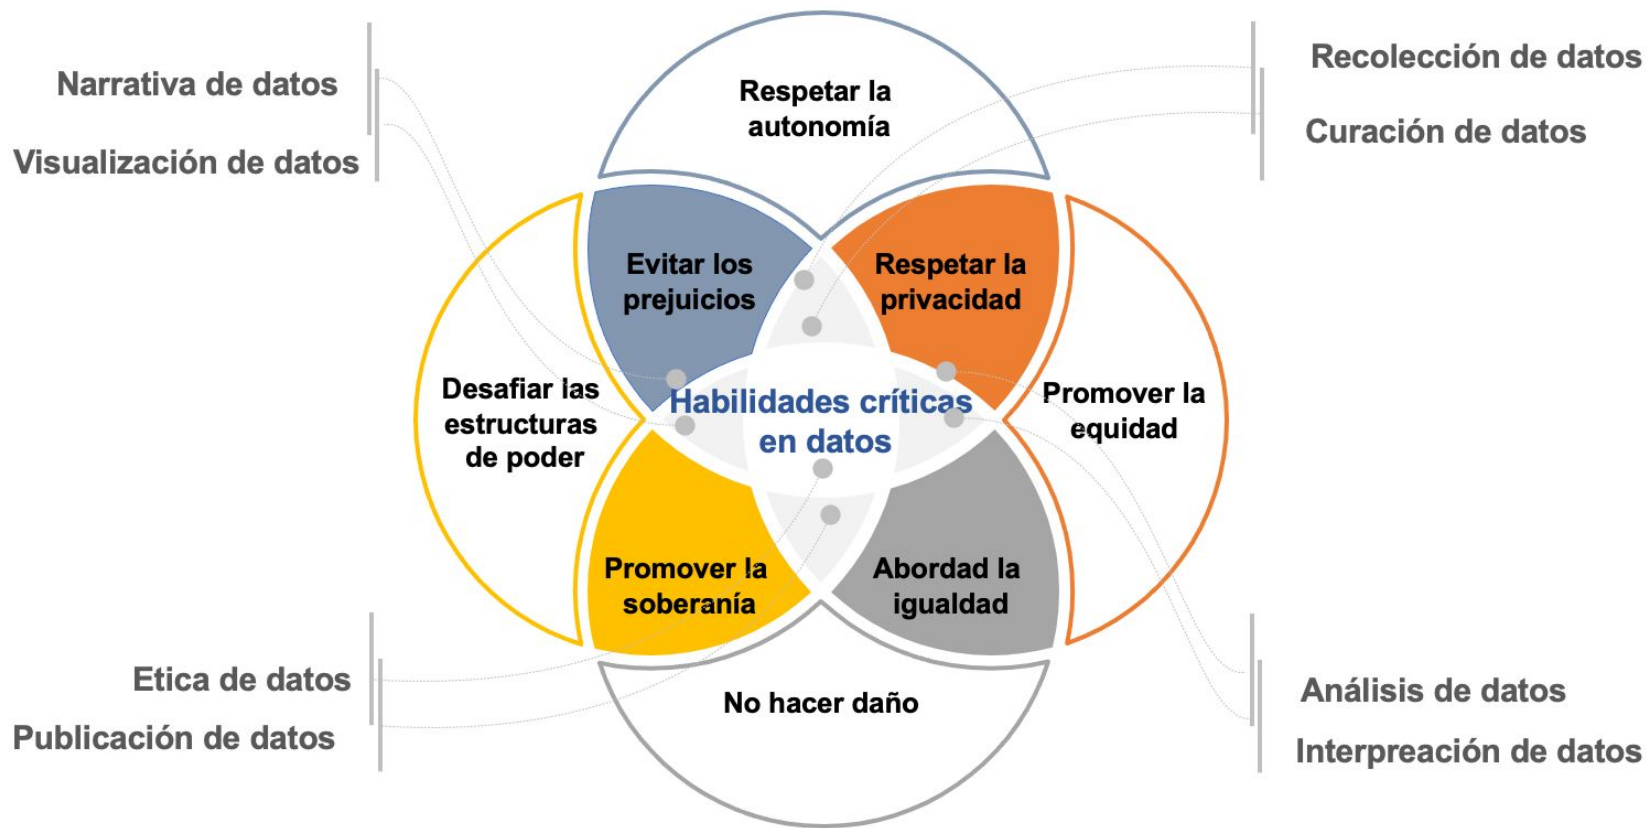 Narrativa de datos
Visualización de datos
Respetar la
autonomía
Recolección de datos
Curación de datos
Evitar los
prejuicios
Respetar la
privacidad
Desafiar las
estructuras
de poder
Habilidades críticas
en datos
Promover la
equidad
Promover la
soberanía
Abordad la
igualdad
No hacer daño
Etica de datos
Publicación de datos
Análisis de datos
Interpreación de datos